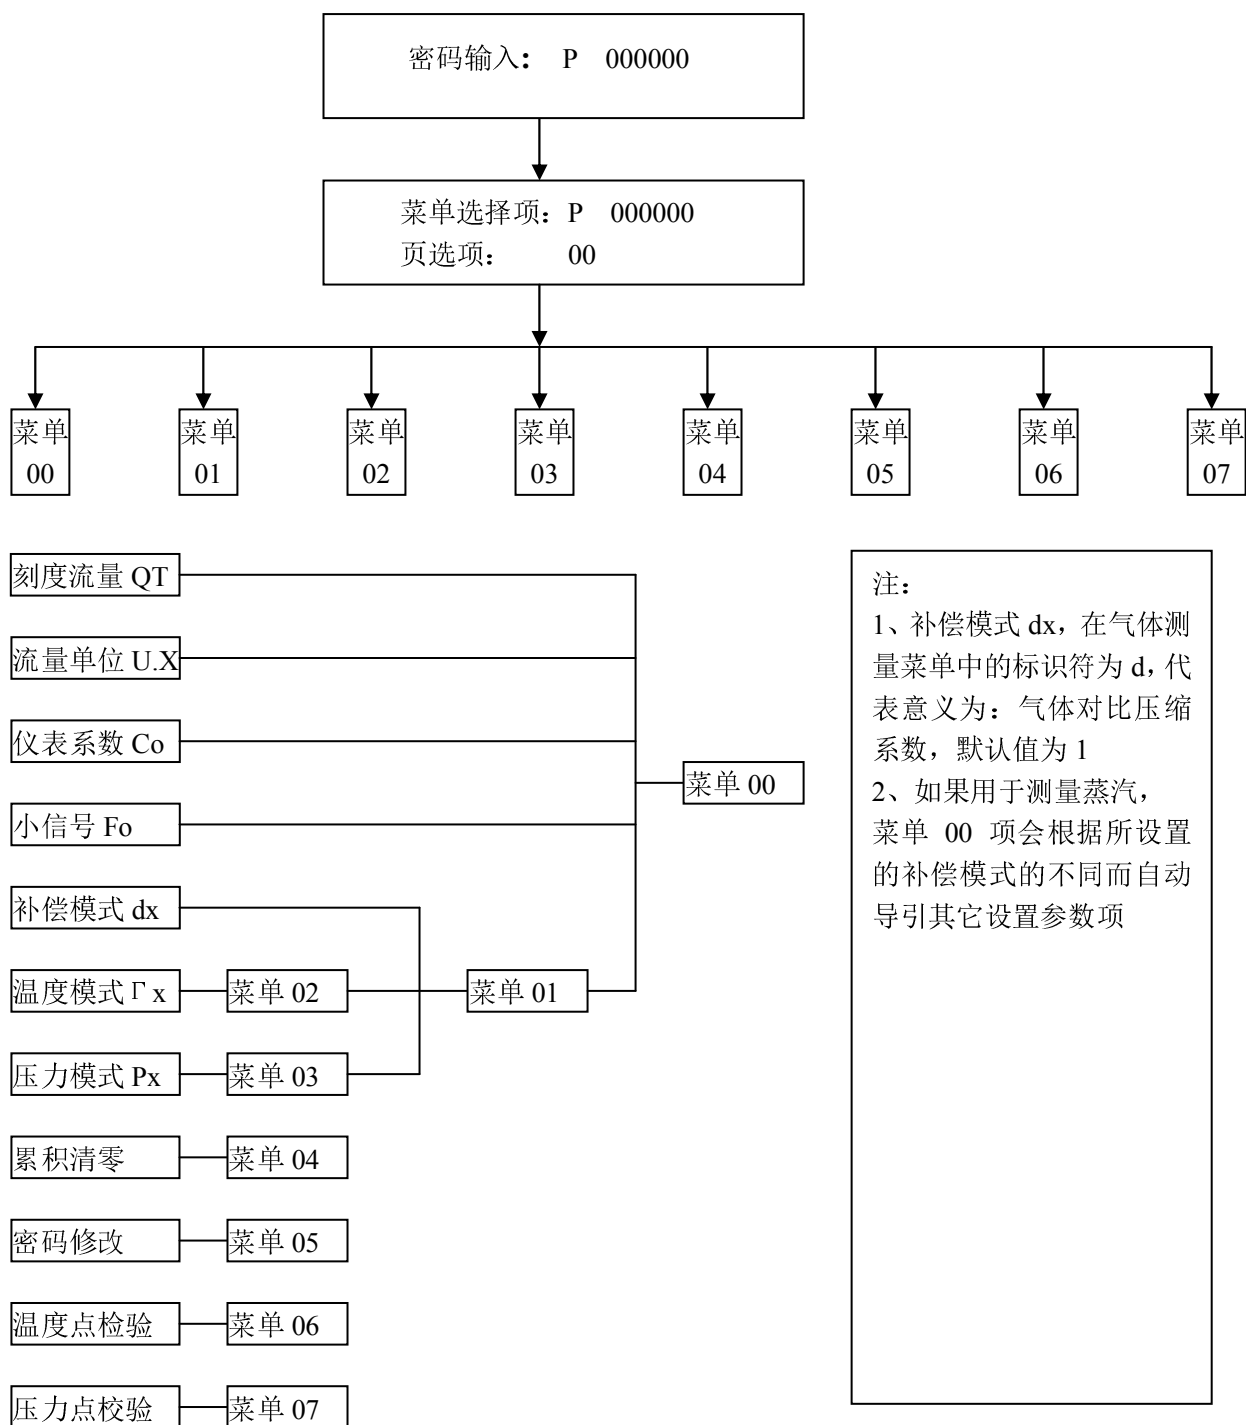 密码输入： P 000000
菜单选择项：P 000000
页选项： 00
菜单
00
菜单
01
菜单
02
菜单
03
菜单
04
菜单
05
菜单
06
菜单
07
刻度流量 QT
流量单位 U.X
仪表系数 Co
菜单 00
小信号 Fo
补偿模式 dx
温度模式 Γx
菜单 02
菜单 01
压力模式 Px
菜单 03
累积清零
菜单 04
密码修改
菜单 05
温度点检验
菜单 06
压力点校验
菜单 07
注：
1、补偿模式 dx，在气体测
量菜单中的标识符为 d，代
表意义为：气体对比压缩
系数，默认值为 1
2、如果用于测量蒸汽，
菜单 00 项会根据所设置
的补偿模式的不同而自动
导引其它设置参数项